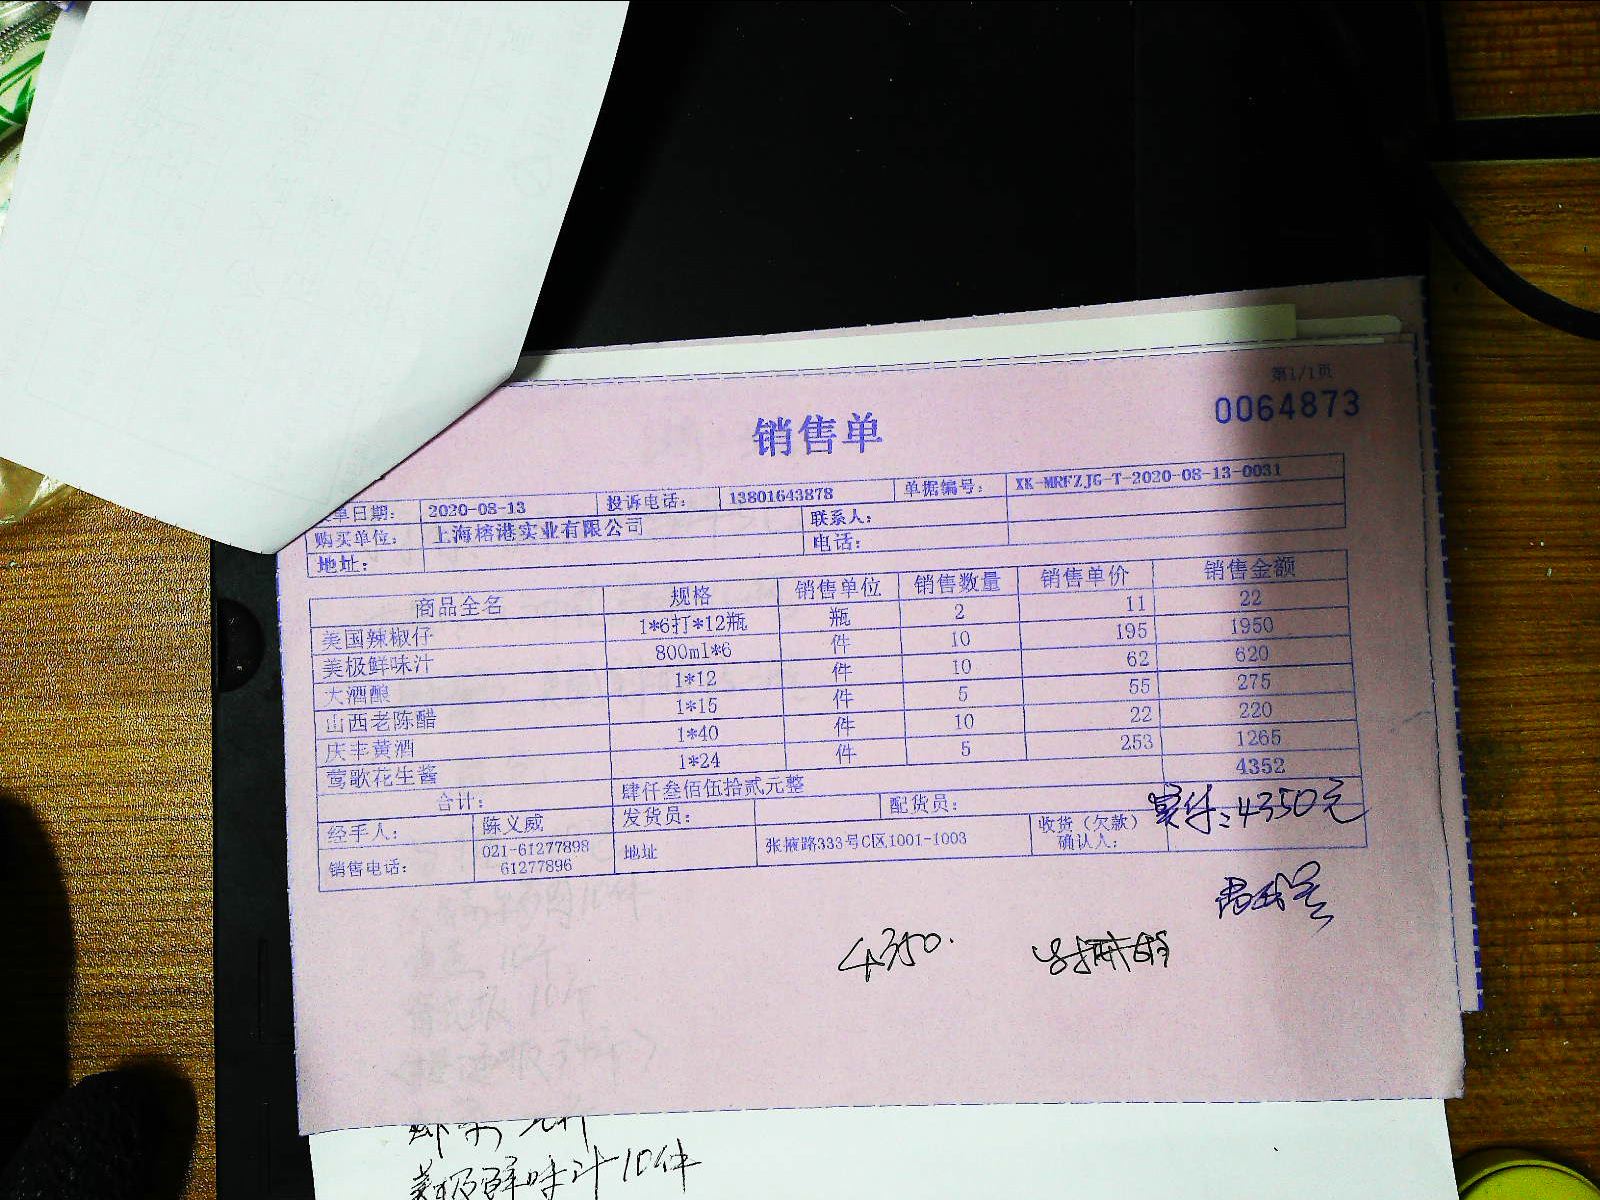 第1/1页
0064873
销售单
单日期： 2020-08-13 投诉电话： 13801643878 单据编号： XK-MRFZJG-T-2020-08-13-0031
购买单位： 上海榕港实业有限公司 联系人：
地址： 电话：
商品全名 规格 销售单位 销售数量 销售单价 销售金额
美国辣椒仔 1*6打*12瓶 瓶 2 11 22
美极鲜味汁 800ml*6 件 10 195 1950
大酒酿 1*12 件 10 62 620
山西老陈醋 1*15 件 5 55 275
庆丰黄酒 1*40 件 10 22 220
莺歌花生酱 1*24 件 5 253 1265
合计： 肆仟叁佰伍拾贰元整 4352
经手人： 陈义威 发货员： 配货员： 收货（欠款）确认人： 实付：4350元
销售电话： 021-61277898 61277896 地址 张掖路333号C区1001-1003
4350.
美极鲜味汁10件